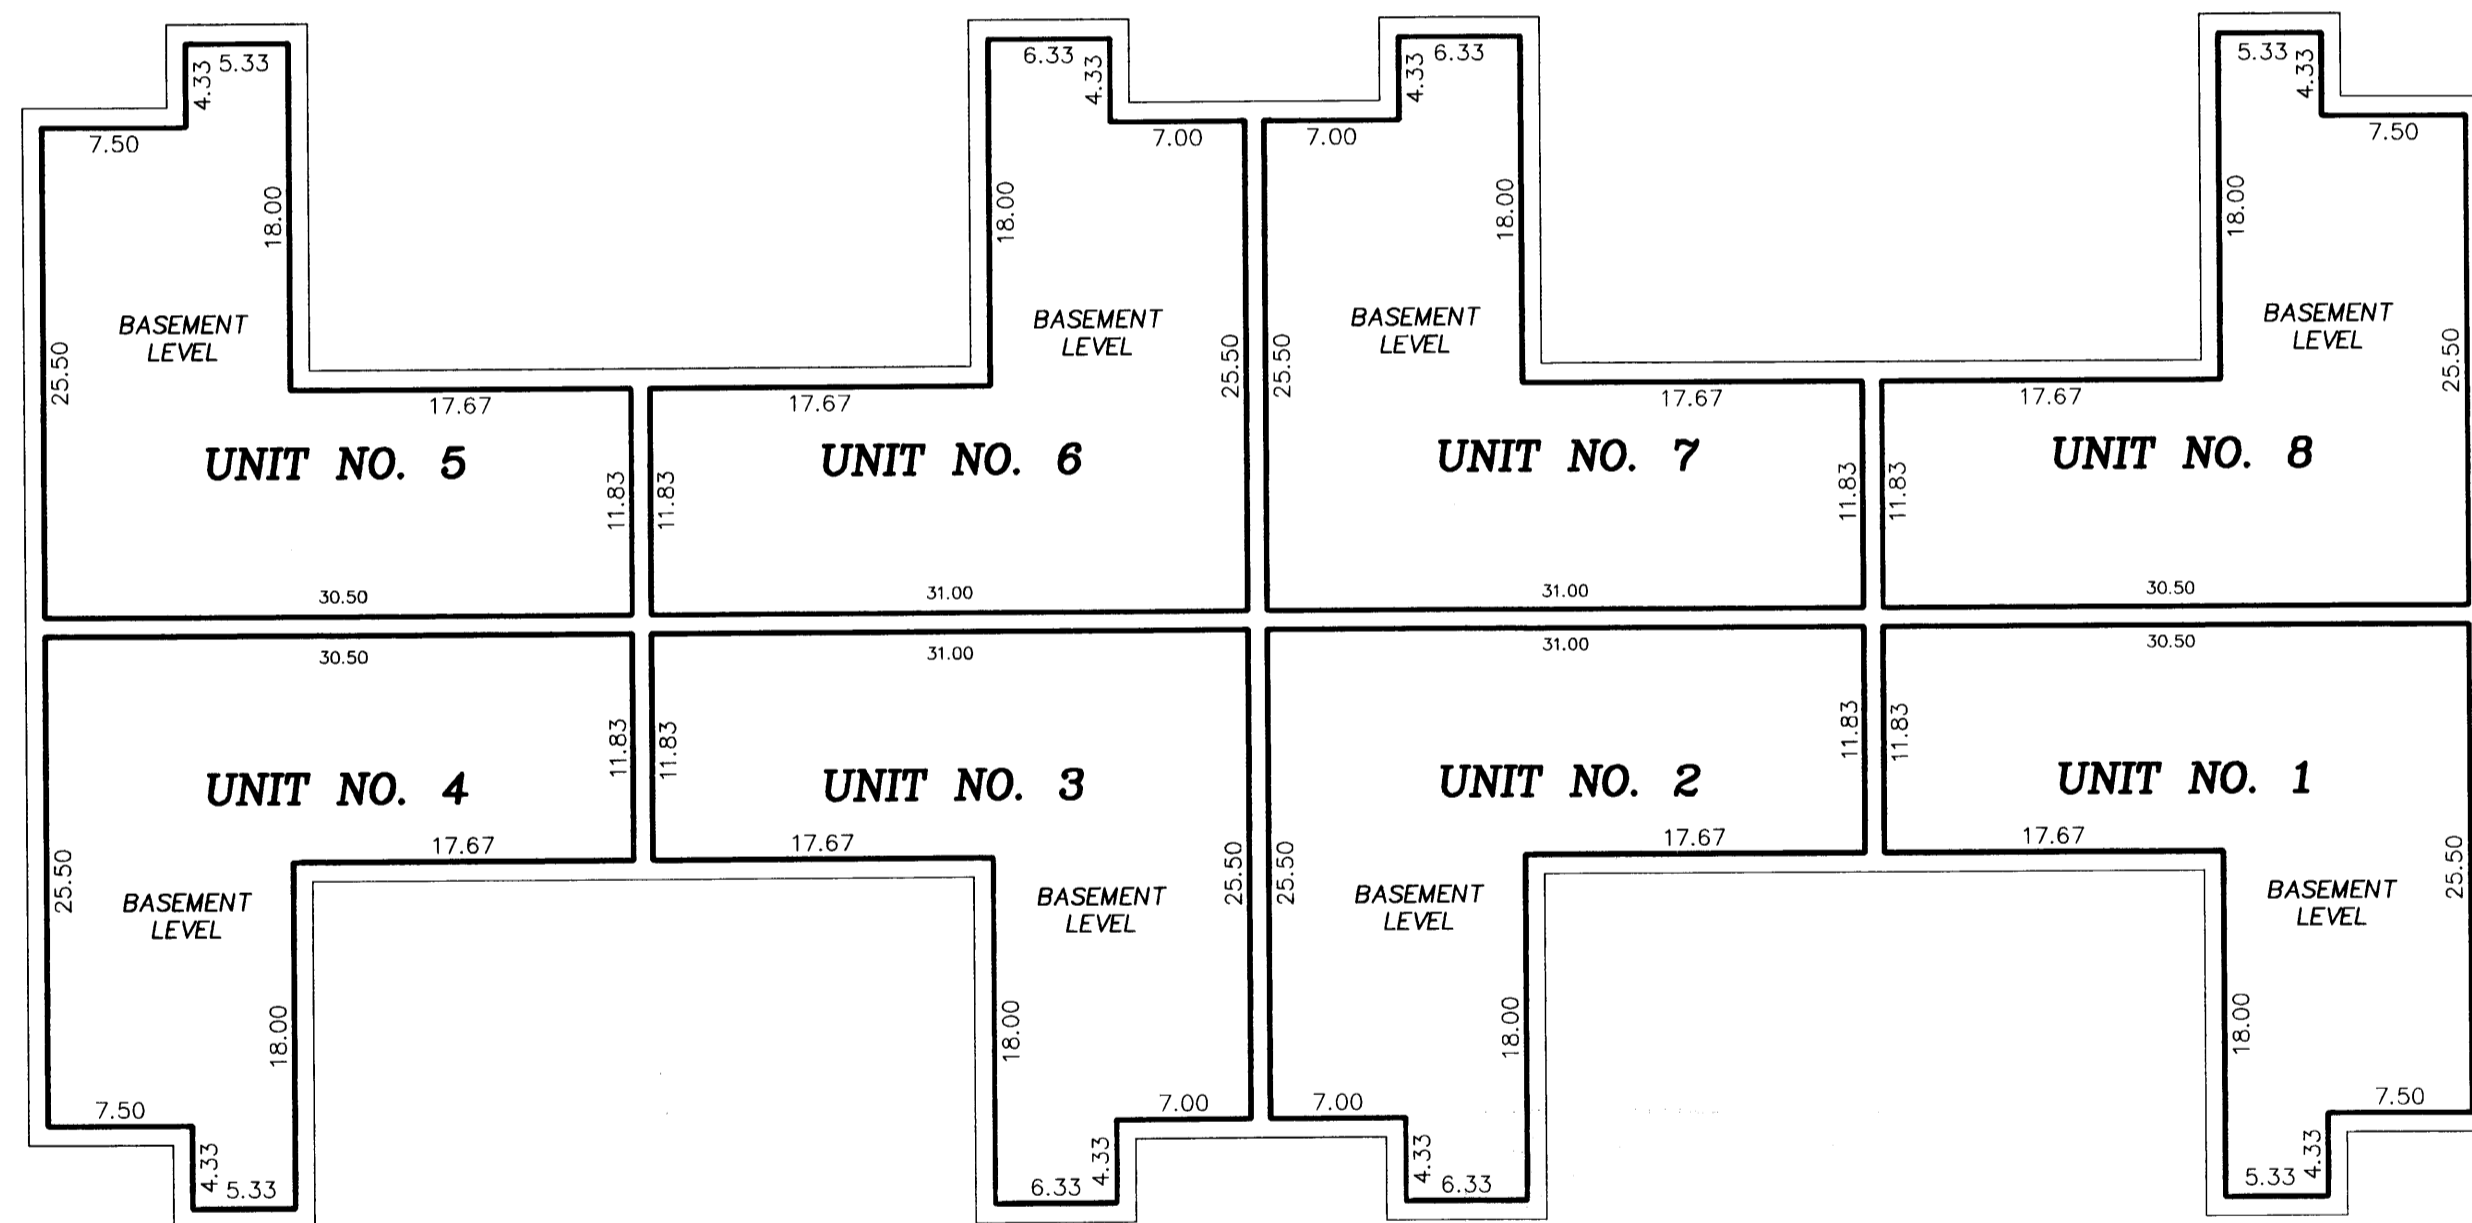 5.33
4.33
7.50
18.00
BASEMENT
LEVEL
25.50
17.67
UNIT NO. 5
11.83
30.50
6.33
4.33
7.00
18.00
BASEMENT
LEVEL
25.50
17.67
UNIT NO. 6
11.83
31.00
6.33
4.33
7.00
18.00
BASEMENT
LEVEL
25.50
17.67
UNIT NO. 7
11.83
31.00
5.33
4.33
7.50
18.00
BASEMENT
LEVEL
25.50
17.67
UNIT NO. 8
11.83
30.50
30.50
11.83
UNIT NO. 4
17.67
25.50
BASEMENT
LEVEL
18.00
7.50
4.33
5.33
31.00
11.83
UNIT NO. 3
17.67
25.50
BASEMENT
LEVEL
18.00
7.00
4.33
6.33
31.00
11.83
UNIT NO. 2
17.67
25.50
BASEMENT
LEVEL
18.00
7.00
4.33
6.33
30.50
11.83
UNIT NO. 1
17.67
25.50
BASEMENT
LEVEL
18.00
7.50
4.33
5.33